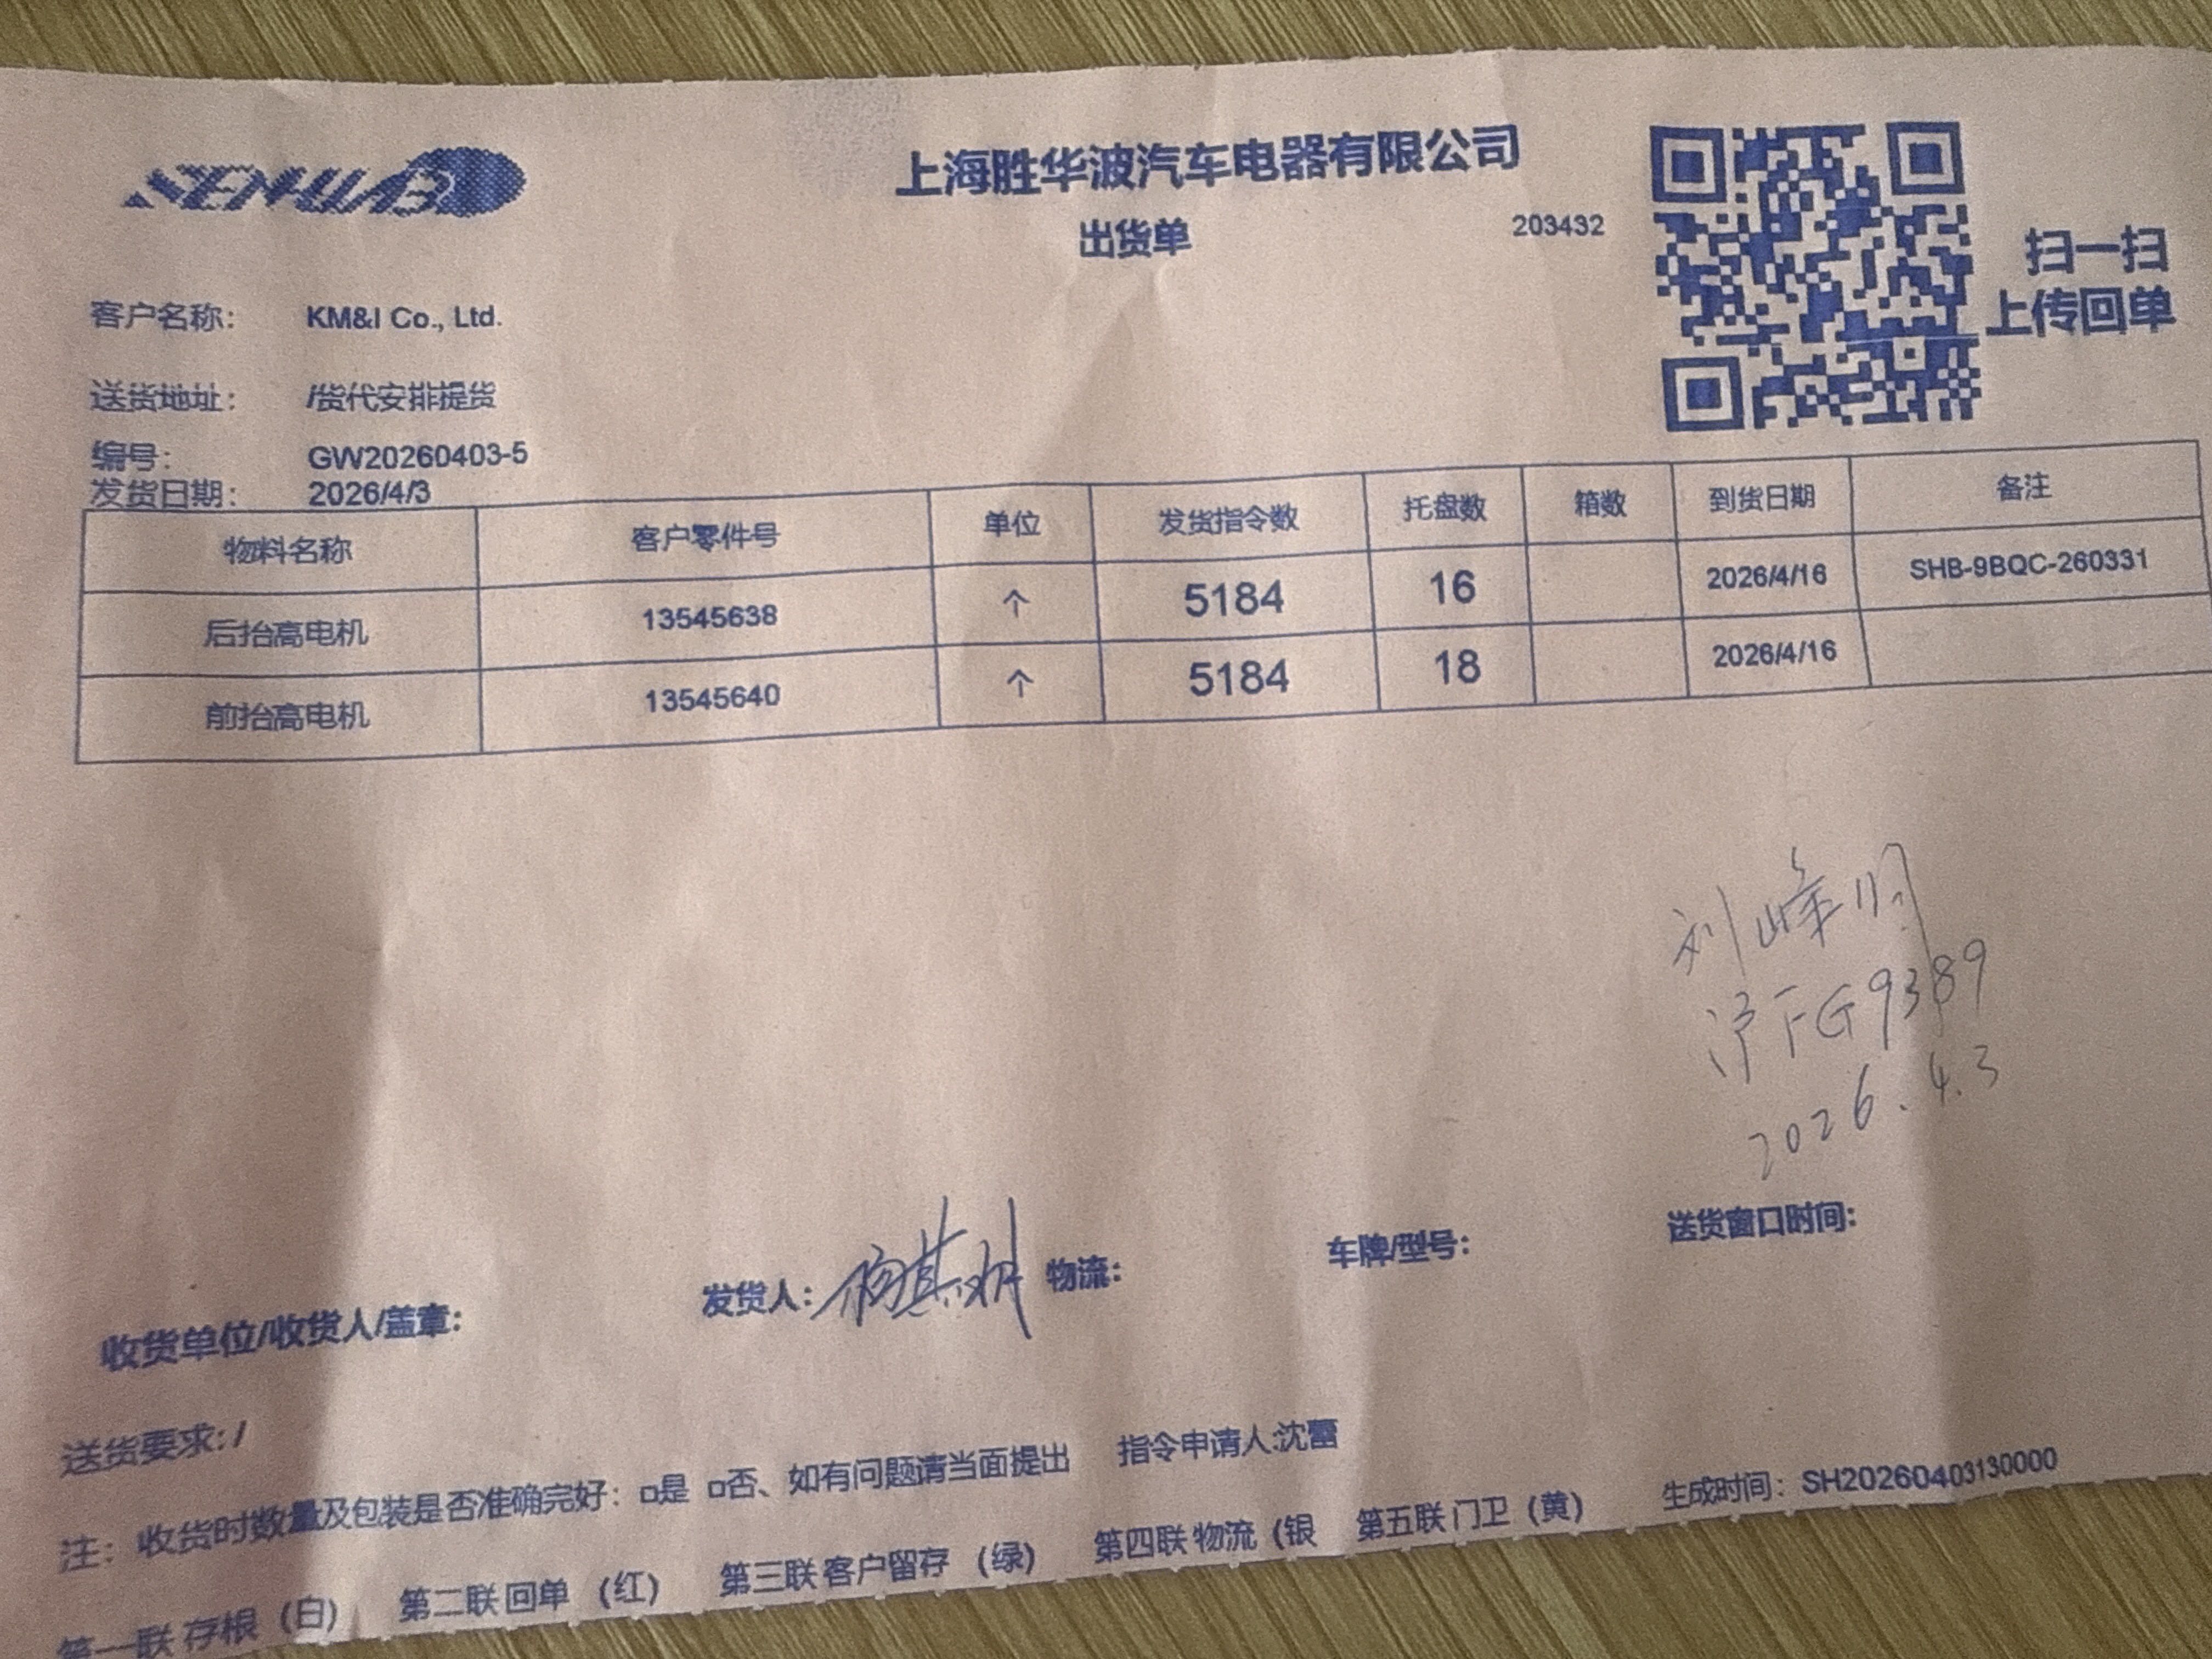 SENHWAB
上海胜华波汽车电器有限公司
出货单
203432
扫一扫
上传回单
客户名称： KM&I Co., Ltd.
送货地址： /货代安排提货
编号： GW20260403-5
发货日期： 2026/4/3
物料名称 客户零件号 单位 发货指令数 托盘数 箱数 到货日期 备注
后抬高电机 13545638 个 5184 16 2026/4/16 SHB-9BQC-260331
前抬高电机 13545640 个 5184 18 2026/4/16
刘峰明
沪FG9389
2026.4.3
收货单位/收货人/盖章： 发货人： 物流： 车牌/型号： 送货窗口时间：
送货要求: /
注：收货时数量及包装是否准确完好：□是 □否、如有问题请当面提出 指令申请人:沈蕾
第一联 存根（白） 第二联 回单 （红） 第三联 客户留存 （绿） 第四联 物流（银 第五联 门卫（黄） 生成时间：SH20260403130000